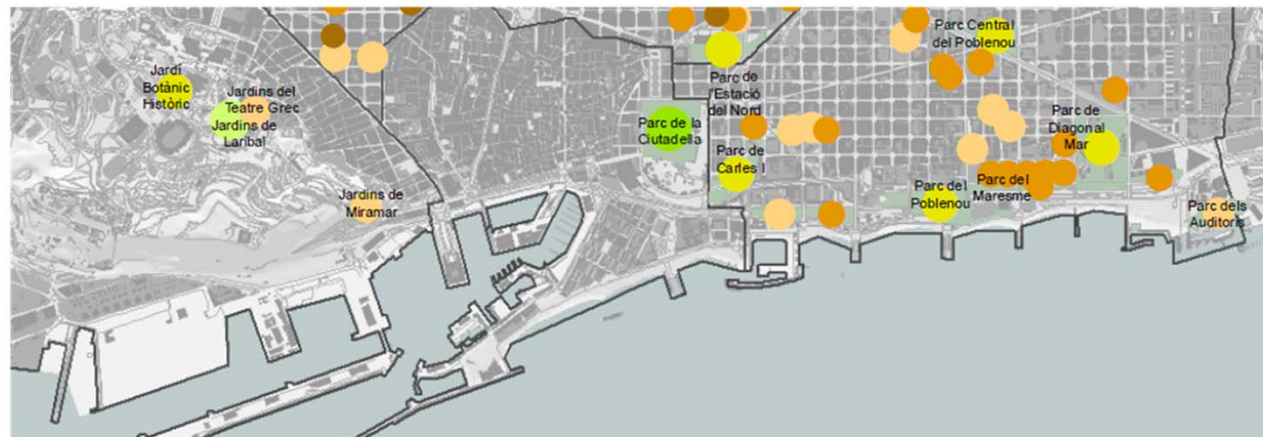 Jardí
Botànic
Històric
Jardins del
Teatre Grec
Jardins de
Laribal
Jardins de
Miramar
Parc de la
Ciutadella
Parc de
l'Estació
del Nord
Parc de
Carles I
Parc Central
del Poblenou
Parc de
Diagonal
Mar
Parc del
Poblenou
Parc del
Maresme
Parc dels
Auditoris